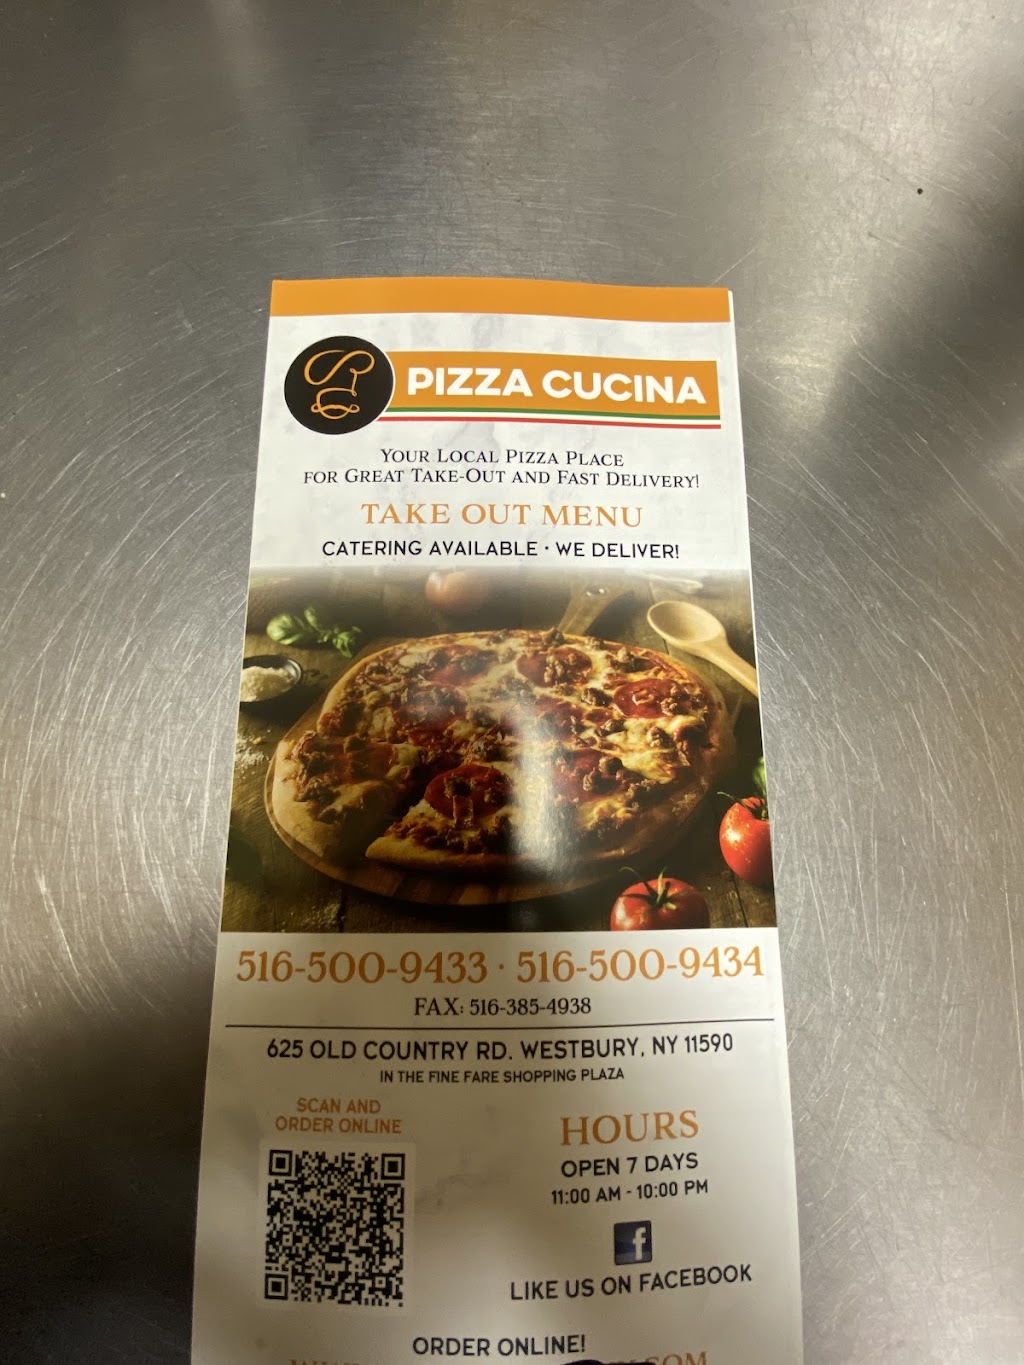 PIZZA CUCINA
YOUR LOCAL PIZZA PLACE
FOR GREAT TAKE-OUT AND FAST DELIVERY!
TAKE OUT MENU
CATERING AVAILABLE · WE DELIVER!
516-500-9433 · 516-500-9434
FAX: 516-385-4938
625 OLD COUNTRY RD. WESTBURY, NY 11590
IN THE FINE FARE SHOPPING PLAZA
SCAN AND
ORDER ONLINE
HOURS
OPEN 7 DAYS
11:00 AM - 10:00 PM
f
LIKE US ON FACEBOOK
ORDER ONLINE!